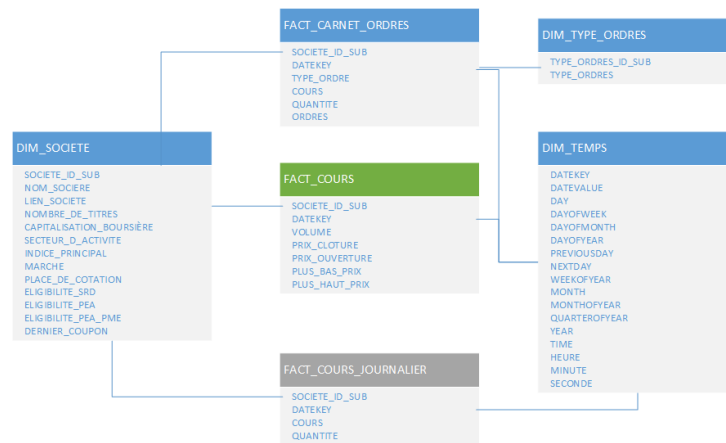 FACT_CARNET_ORDRES
SOCIETE_ID_SUB
DATEKEY
TYPE_ORDRE
COURS
QUANTITE
ORDRES
DIM_TYPE_ORDRES
TYPE_ORDRES_ID_SUB
TYPE_ORDRES
DIM_SOCIETE
SOCIETE_ID_SUB
NOM_SOCIERE
LIEN_SOCIETE
NOMBRE_DE_TITRES
CAPITALISATION_BOURSIÈRE
SECTEUR_D_ACTIVITE
INDICE_PRINCIPAL
MARCHE
PLACE_DE_COTATION
ELIGIBILITE_SRD
ELIGIBILITE_PEA
ELIGIBILITE_PEA_PME
DERNIER_COUPON
FACT_COURS
SOCIETE_ID_SUB
DATEKEY
VOLUME
PRIX_CLOTURE
PRIX_OUVERTURE
PLUS_BAS_PRIX
PLUS_HAUT_PRIX
DIM_TEMPS
DATEKEY
DATEVALUE
DAY
DAYOFWEEK
DAYOFMONTH
DAYOFYEAR
PREVIOUSDAY
NEXTDAY
WEEKOFYEAR
MONTH
MONTHOFYEAR
QUARTEROFYEAR
YEAR
TIME
HEURE
MINUTE
SECONDE
FACT_COURS_JOURNALIER
SOCIETE_ID_SUB
DATEKEY
COURS
QUANTITE